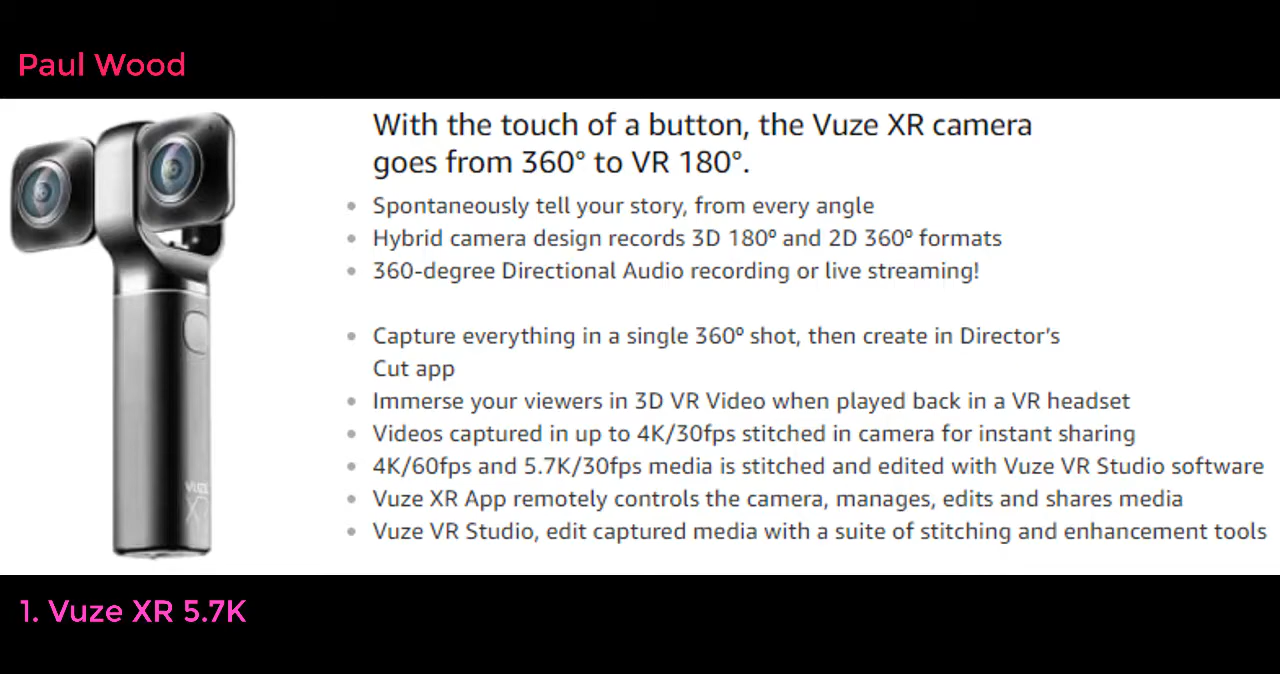 Paul Wood
With the touch of a button, the Vuze XR camera
goes from 360° to VR 180°.
• Spontaneously tell your story, from every angle
• Hybrid camera design records 3D 180º and 2D 360º formats
• 360-degree Directional Audio recording or live streaming!
• Capture everything in a single 360º shot, then create in Director's
Cut app
• Immerse your viewers in 3D VR Video when played back in a VR headset
• Videos captured in up to 4K/30fps stitched in camera for instant sharing
• 4K/60fps and 5.7K/30fps media is stitched and edited with Vuze VR Studio software
• Vuze XR App remotely controls the camera, manages, edits and shares media
• Vuze VR Studio, edit captured media with a suite of stitching and enhancement tools
VUZE
XR
1. Vuze XR 5.7K